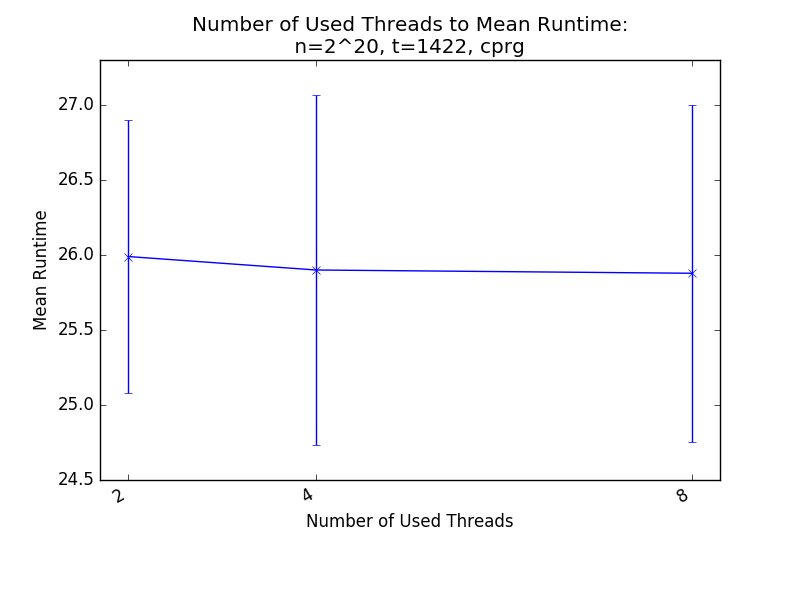 Number of Used Threads to Mean Runtime:
n=2^20, t=1422, cprg
27.0
26.5
26.0
25.5
25.0
24.5
Mean Runtime
2
4
8
Number of Used Threads